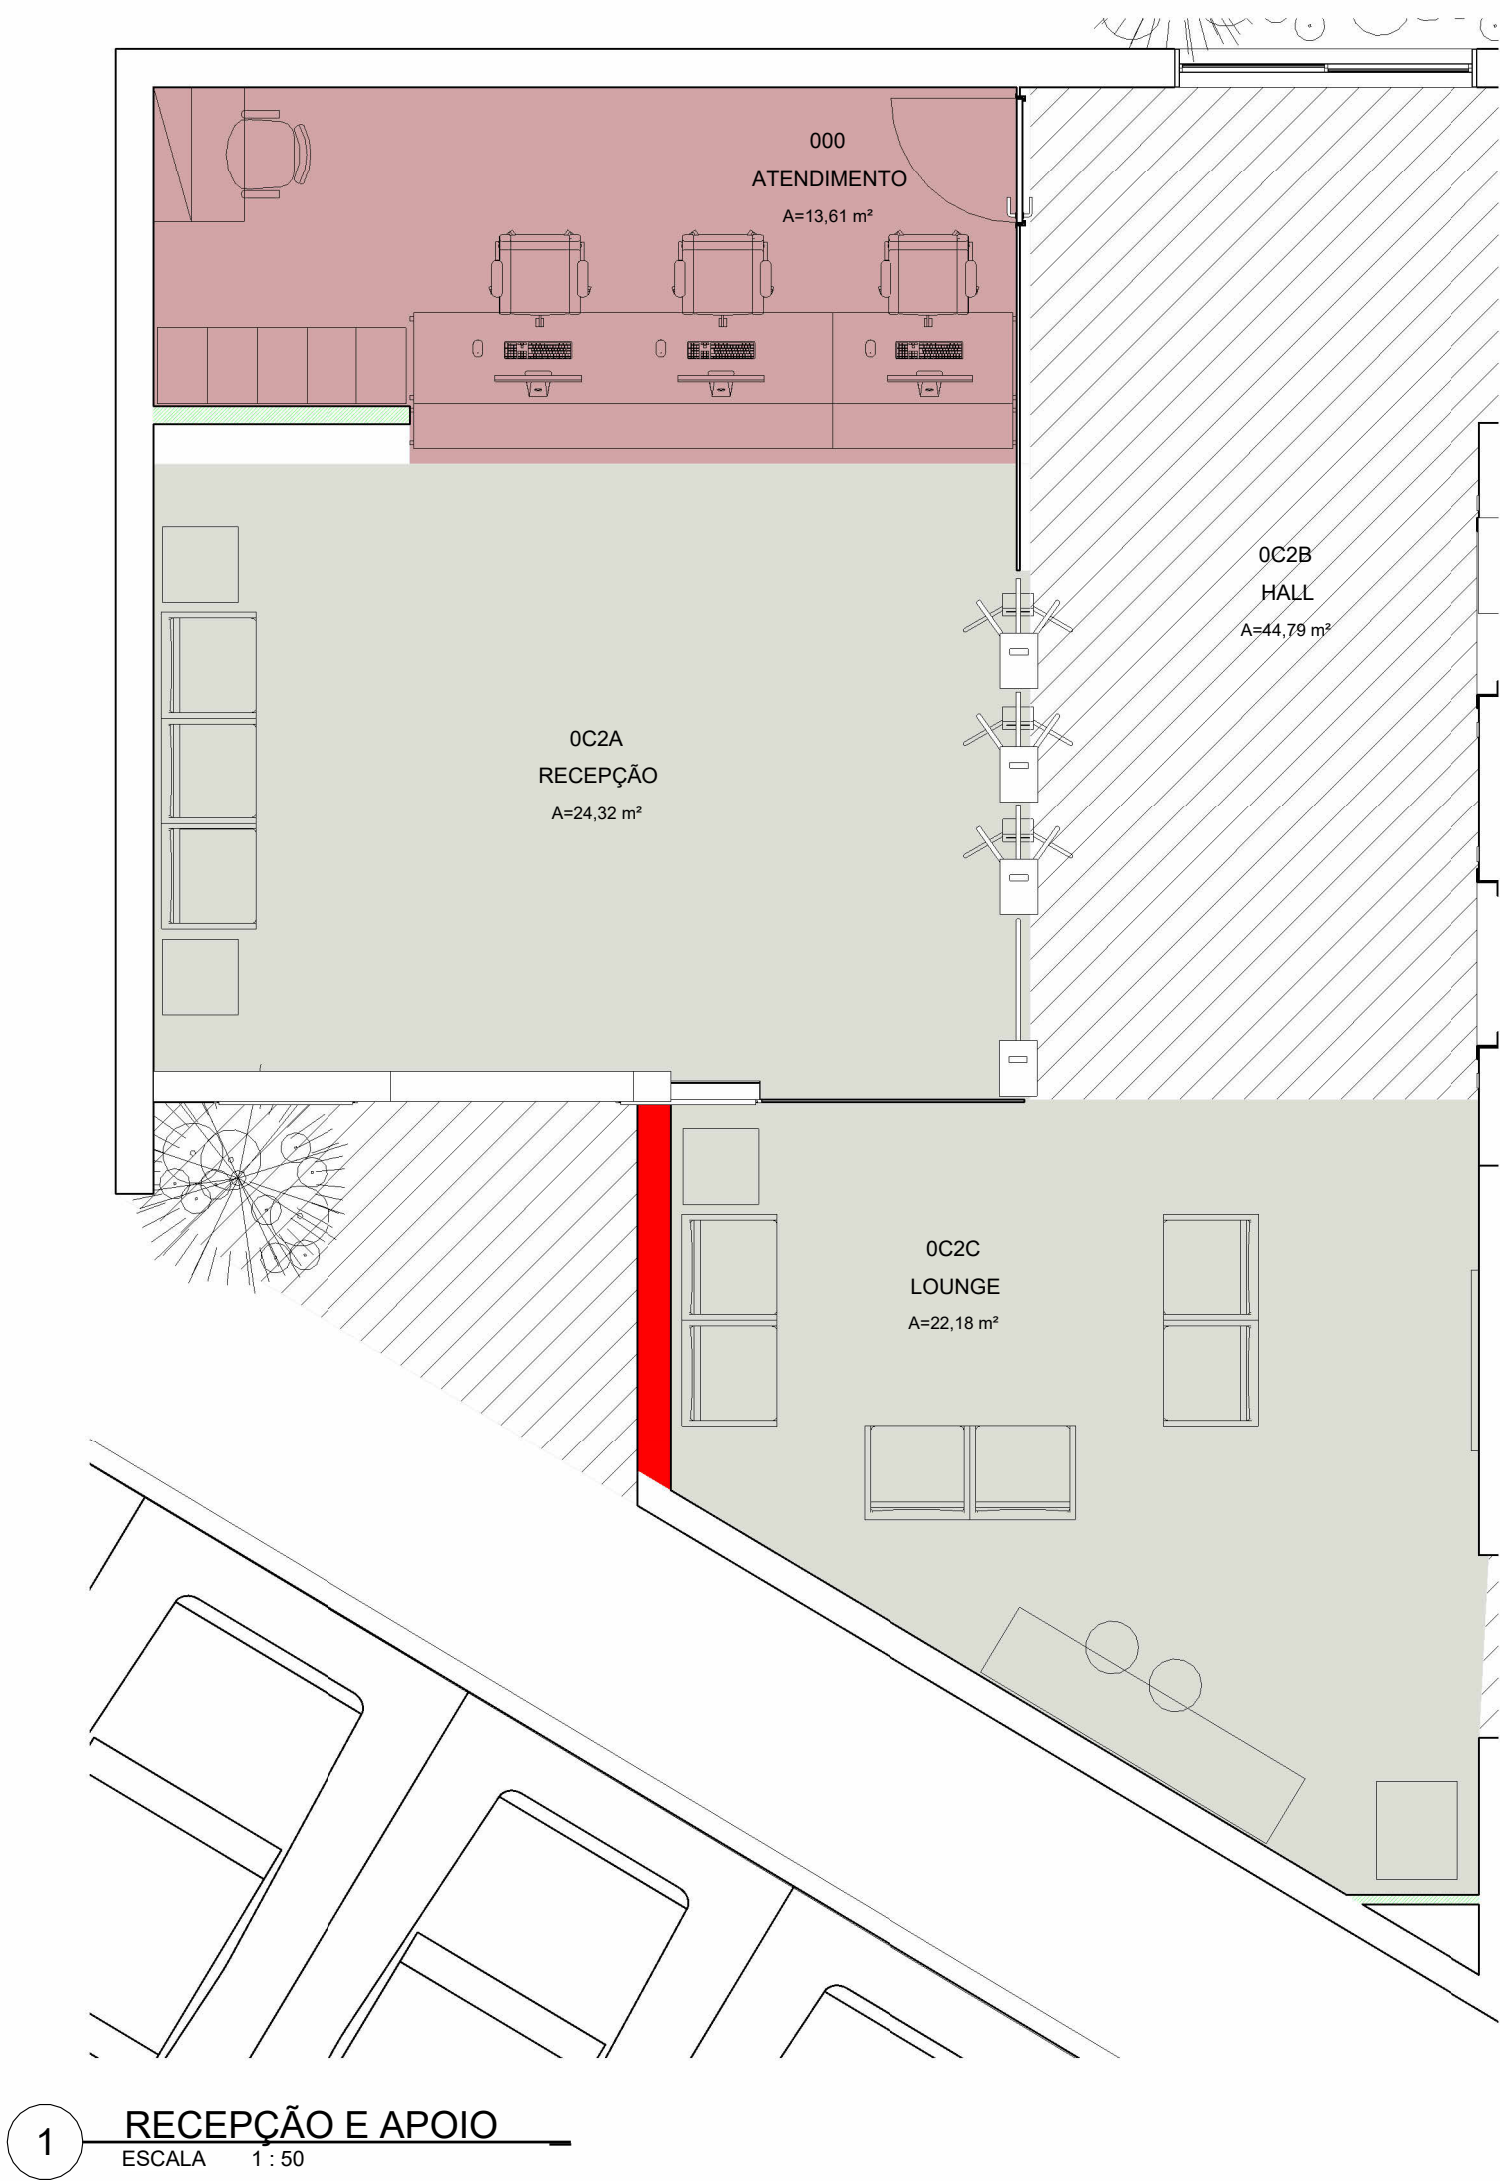 000
ATENDIMENTO
A=13,61 m²
0C2B
HALL
A=44,79 m²
0C2A
RECEPÇÃO
A=24,32 m²
0C2C
LOUNGE
A=22,18 m²
1
RECEPÇÃO E APOIO
ESCALA 1 : 50